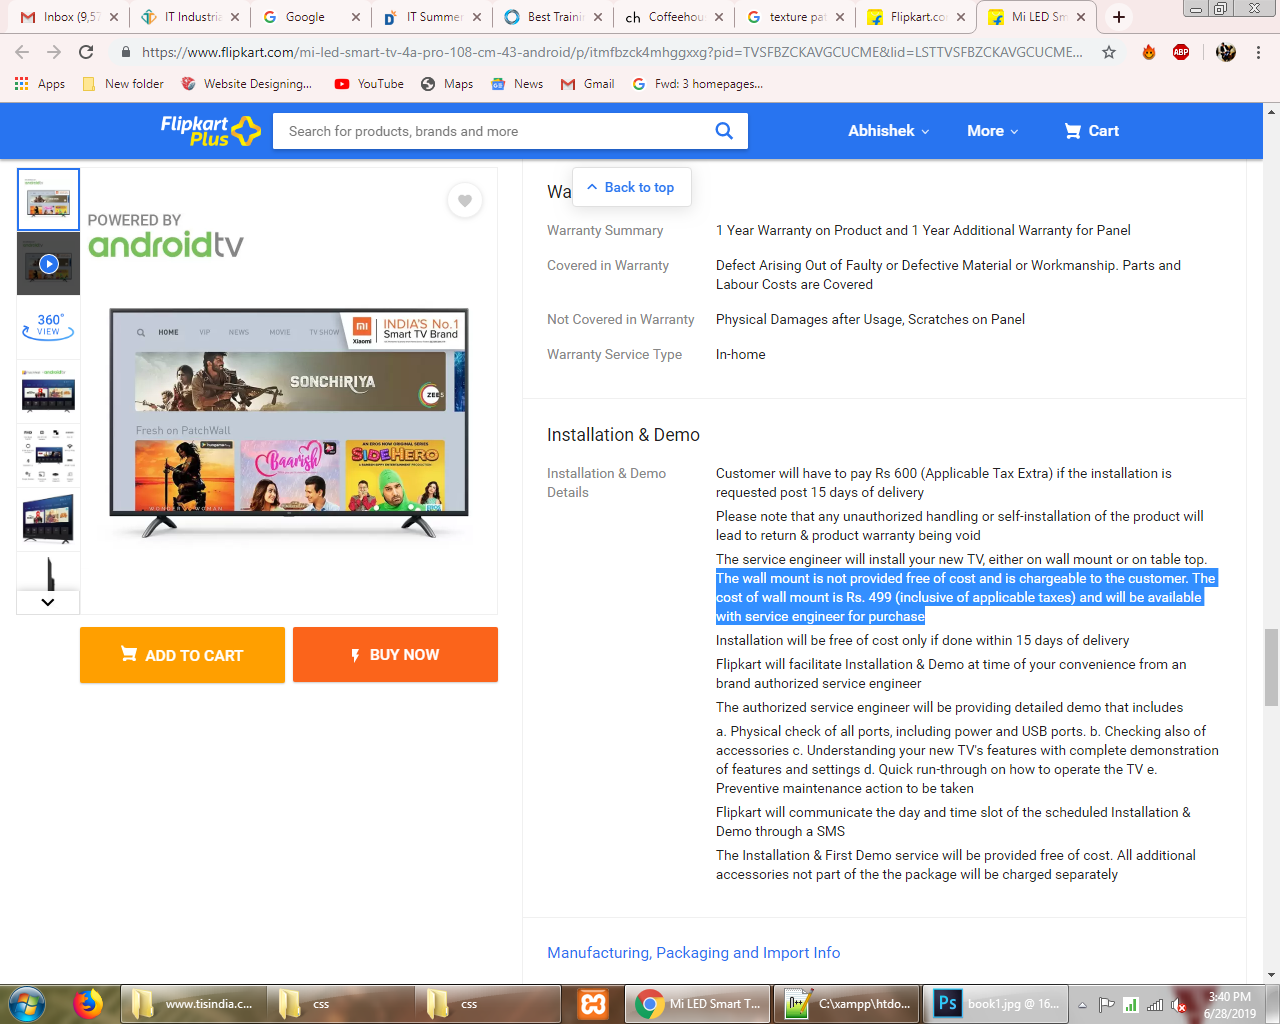 Inbox (9,57
IT Industria
Google
IT Summer
Best Trainin
Coffeehou
texture pat
Flipkart.co
Mi LED Sm
https://www.flipkart.com/mi-led-smart-tv-4a-pro-108-cm-43-android/p/itmfbzck4mhggxxg?pid=TVSFBZCKAVGCUCME&lid=LSTTVSFBZCKAVGCUCME...
ABP
Apps
New folder
Website Designing...
YouTube
Maps
News
Gmail
Fwd: 3 homepages...
Flipkart
Plus
Search for products, brands and more
Abhishek
More
Cart
POWERED BY
androidtv
360°
VIEW
HOME VIP NEWS MOVIE TV SHOW
mi
Xiaomi
INDIA'S No.1
Smart TV Brand
SONCHIRIYA
ZEE5
Fresh on PatchWall
Baarish
SIDEHERO
WONDER WOMAN
ADD TO CART
BUY NOW
Wa
Back to top
Warranty Summary
1 Year Warranty on Product and 1 Year Additional Warranty for Panel
Covered in Warranty
Defect Arising Out of Faulty or Defective Material or Workmanship. Parts and
Labour Costs are Covered
Not Covered in Warranty
Physical Damages after Usage, Scratches on Panel
Warranty Service Type
In-home
Installation & Demo
Installation & Demo
Details
Customer will have to pay Rs 600 (Applicable Tax Extra) if the installation is
requested post 15 days of delivery
Please note that any unauthorized handling or self-installation of the product will
lead to return & product warranty being void
The service engineer will install your new TV, either on wall mount or on table top.
The wall mount is not provided free of cost and is chargeable to the customer. The
cost of wall mount is Rs. 499 (inclusive of applicable taxes) and will be available
with service engineer for purchase
Installation will be free of cost only if done within 15 days of delivery
Flipkart will facilitate Installation & Demo at time of your convenience from an
brand authorized service engineer
The authorized service engineer will be providing detailed demo that includes
a. Physical check of all ports, including power and USB ports. b. Checking also of
accessories c. Understanding your new TV's features with complete demonstration
of features and settings d. Quick run-through on how to operate the TV e.
Preventive maintenance action to be taken
Flipkart will communicate the day and time slot of the scheduled Installation &
Demo through a SMS
The Installation & First Demo service will be provided free of cost. All additional
accessories not part of the the package will be charged separately
Manufacturing, Packaging and Import Info
www.tisindia.c...
css
css
Mi LED Smart T...
C:\xampp\htdo...
Ps
book1.jpg @ 16...
3:40 PM
6/28/2019